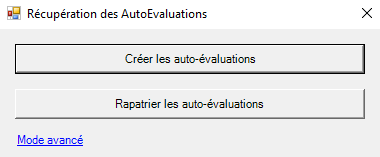 Récupération des AutoEvaluations
Créer les auto-évaluations
Rapatrier les auto-évaluations
Mode avancé